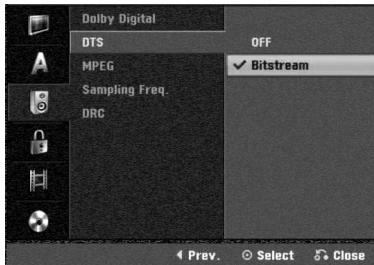 Dolby Digital
DTS OFF
MPEG ✓ Bitstream
Sampling Freq.
DRC
A
Prev. Select Close